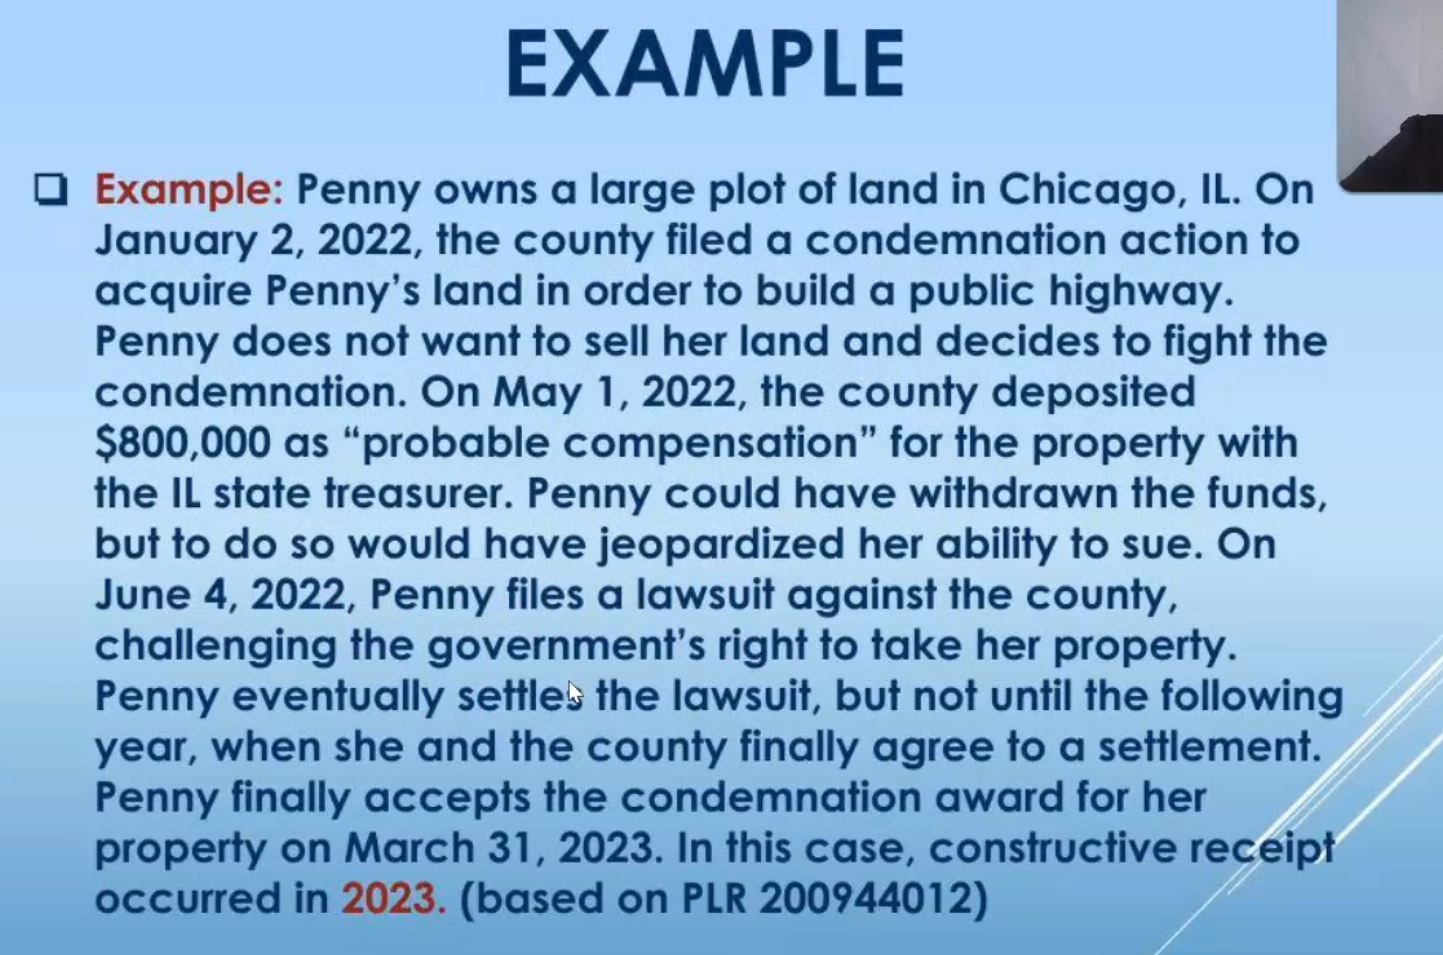 EXAMPLE
❑ Example: Penny owns a large plot of land in Chicago, IL. On
January 2, 2022, the county filed a condemnation action to
acquire Penny’s land in order to build a public highway.
Penny does not want to sell her land and decides to fight the
condemnation. On May 1, 2022, the county deposited
$800,000 as “probable compensation” for the property with
the IL state treasurer. Penny could have withdrawn the funds,
but to do so would have jeopardized her ability to sue. On
June 4, 2022, Penny files a lawsuit against the county,
challenging the government’s right to take her property.
Penny eventually settles the lawsuit, but not until the following
year, when she and the county finally agree to a settlement.
Penny finally accepts the condemnation award for her
property on March 31, 2023. In this case, constructive receipt
occurred in 2023. (based on PLR 200944012)